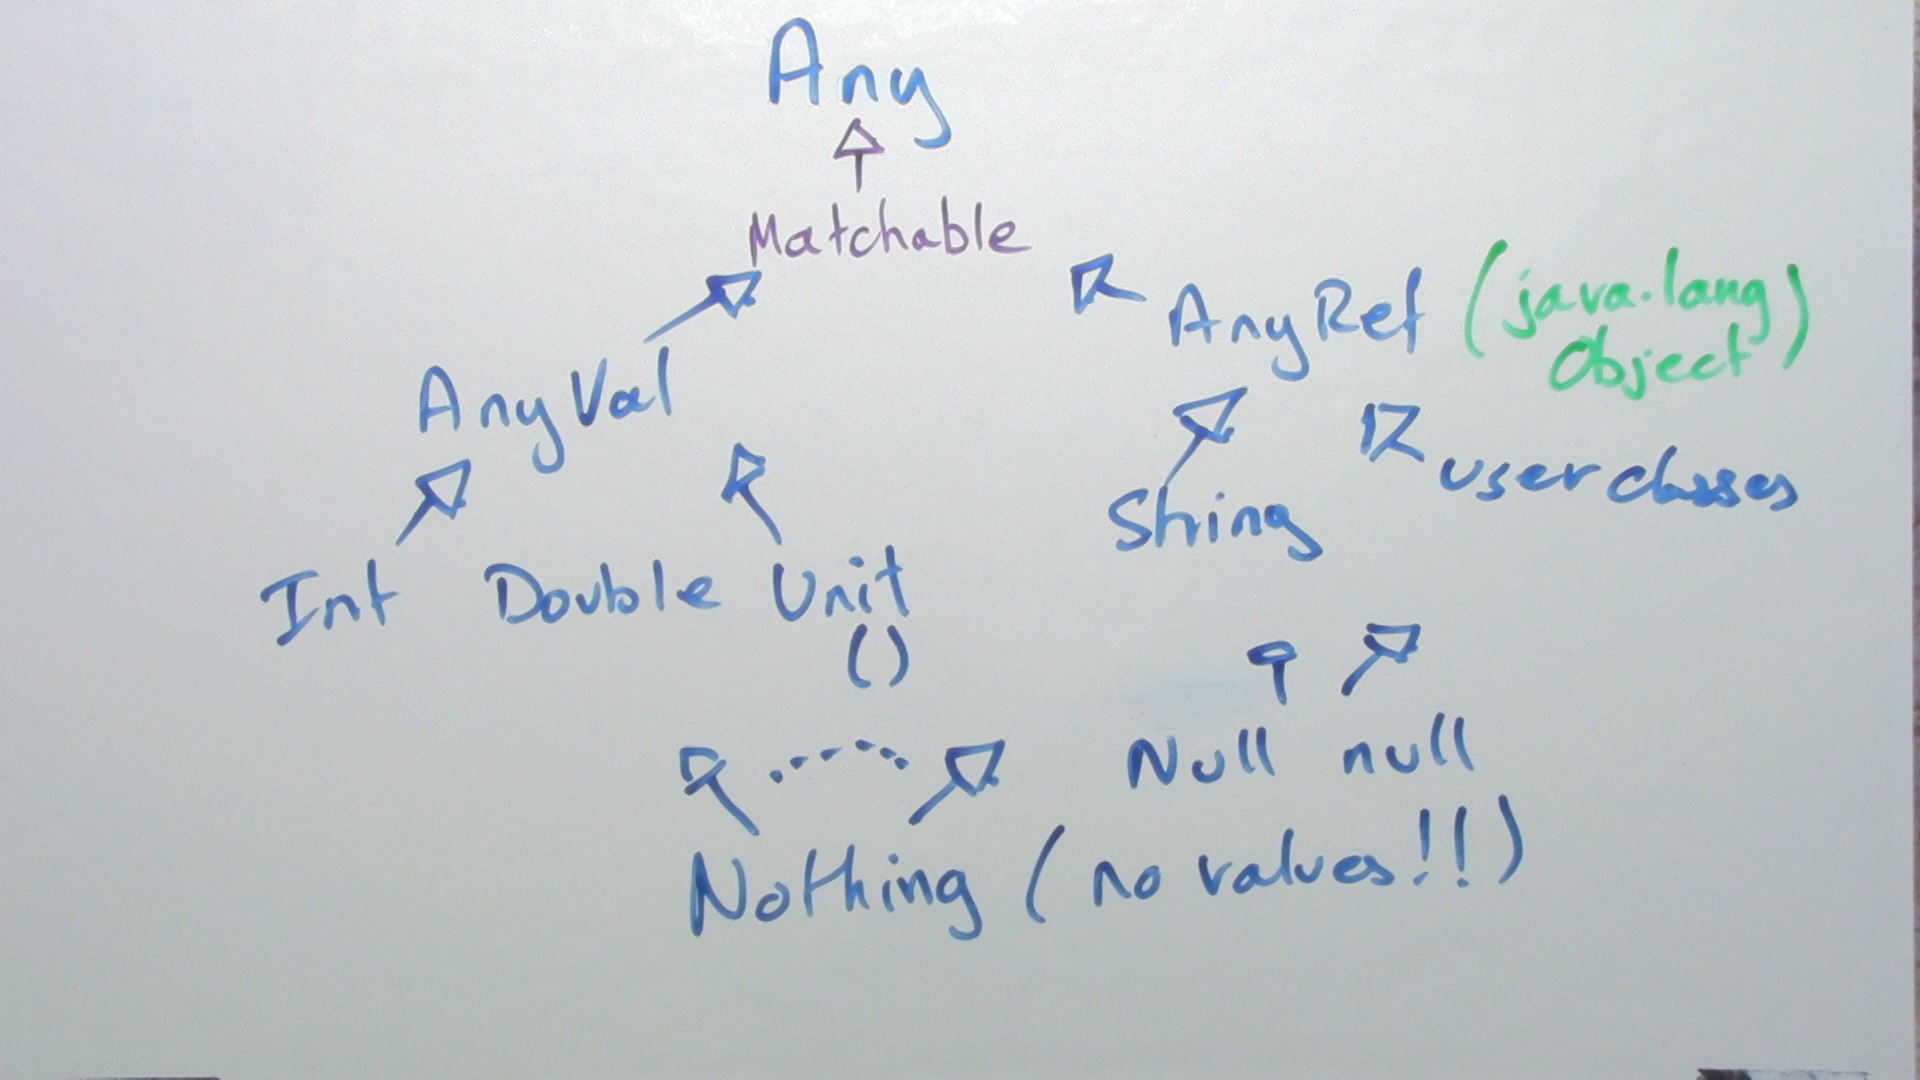 Any
Matchable
AnyRef (java.lang
Object)
AnyVal
String
user classes
Int Double Unit
()
Null null
Nothing (no values!!)